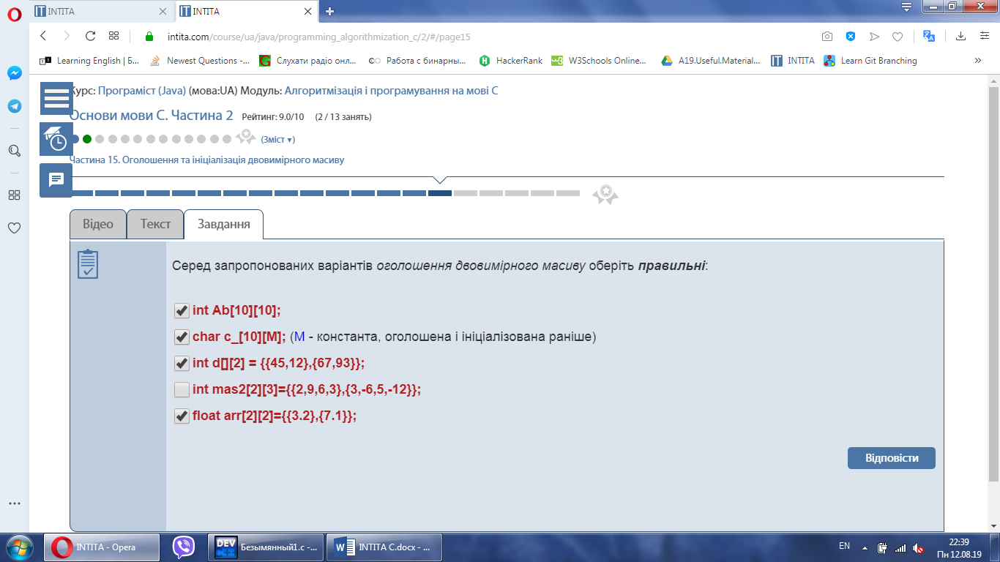 INTITA
INTITA
intita.com/course/ua/java/programming_algorithmization_c/2/#/page15
Learning English | Б...
Newest Questions -...
Слухати радіо онл...
Работа с бинарны...
HackerRank
W3Schools Online...
A19.Useful.Material...
INTITA
Learn Git Branching
Курс: Програміст (Java) (мова:UA) Модуль: Алгоритмізація і програмування на мові С
Основи мови С. Частина 2 Рейтинг: 9.0/10 (2 / 13 занять)
(Зміст ▾)
Частина 15. Оголошення та ініціалізація двовимірного масиву
Відео
Текст
Завдання
Серед запропонованих варіантів оголошення двовимірного масиву оберіть правильні:
int Ab[10][10];
char c_[10][M]; (M - константа, оголошена і ініціалізована раніше)
int d[][2] = {{45,12},{67,93}};
int mas2[2][3]={{2,9,6,3},{3,-6,5,-12}};
float arr[2][2]={{3.2},{7.1}};
Відповісти
INTITA - Opera
DEV
C++
Безымянный1.c -...
INTITA C.docx - ...
EN
22:39
Пн 12.08.19